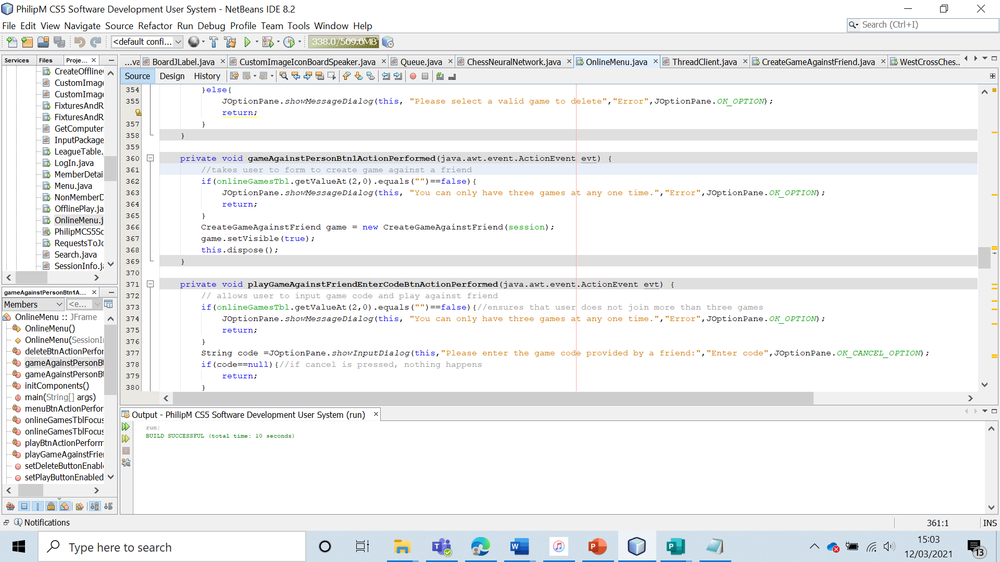 PhilipM CS5 Software Development User System - NetBeans IDE 8.2
File Edit View Navigate Source Refactor Run Debug Profile Team Tools Window Help
Search (Ctrl+I)
<default confi... 338.0/509.0MB
Services Files Proje...
...va BoardJLabel.java CustomImageIconBoardSpeaker.java Queue.java ChessNeuralNetwork.java OnlineMenu.java ThreadClient.java CreateGameAgainstFriend.java WestCrossChes...
Source Design History
CreateOffline
CustomImage
CustomImage
FixturesAndR
FixturesAndR
GetComputer
InputPackage
LeagueTable.
LogIn.java
MemberDetai
Menu.java
NonMemberD
OfflinePlay.ja
OnlineMenu.j
PhilipMCS5So
RequestsToJo
Search.java
SessionInfo.ja
354 }else{
355 JOptionPane.showMessageDialog(this, "Please select a valid game to delete","Error",JOptionPane.OK_OPTION);
return;
357 }
358 }
359
360 private void gameAgainstPersonBtn1ActionPerformed(java.awt.event.ActionEvent evt) {
361 //takes user to form to create game against a friend
362 if(onlineGamesTbl.getValueAt(2,0).equals("")==false){
363 JOptionPane.showMessageDialog(this, "You can only have three games at any one time.","Error",JOptionPane.OK_OPTION);
364 return;
365 }
366 CreateGameAgainstFriend game = new CreateGameAgainstFriend(session);
367 game.setVisible(true);
368 this.dispose();
369 }
370
371 private void playGameAgainstFriendEnterCodeBtnActionPerformed(java.awt.event.ActionEvent evt) {
372 // allows user to input game code and play against friend
373 if(onlineGamesTbl.getValueAt(2,0).equals("")==false){//ensures that user does not join more than three games
374 JOptionPane.showMessageDialog(this, "You can only have three games at any one time.","Error",JOptionPane.OK_OPTION);
375 return;
376 }
377 String code =JOptionPane.showInputDialog(this,"Please enter the game code provided by a friend:","Enter code",JOptionPane.OK_CANCEL_OPTION);
378 if(code==null){//if cancel is pressed, nothing happens
379 return;
380 }
gameAgainstPersonBtn1A...
Members <e...
OnlineMenu :: JFrame
OnlineMenu()
OnlineMenu(SessionI
deleteBtnActionPerfor
gameAgainstPersonBt
gameAgainstPersonBt
initComponents()
main(String[] args)
menuBtnActionPerfor
onlineGamesTblFocus
onlineGamesTblFocus
playBtnActionPerform
playGameAgainstFrie
setDeleteButtonEnabl
setPlayButtonEnabled
Output - PhilipM CS5 Software Development User System (run)
run:
BUILD SUCCESSFUL (total time: 10 seconds)
Notifications
361:1 INS
Type here to search
15:03
12/03/2021
13